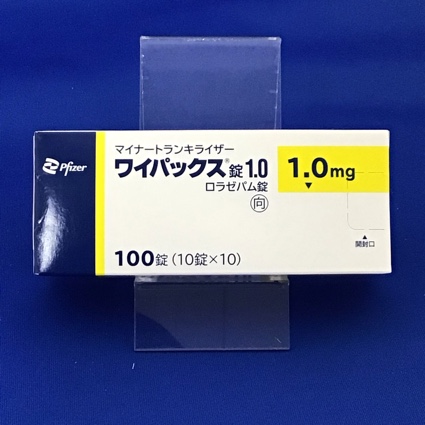 Pfizer
マイナートランキライザー
ワイパックス®錠1.0
ロラゼパム錠
向
1.0mg
▼
100錠(10錠×10)
▲
開封口